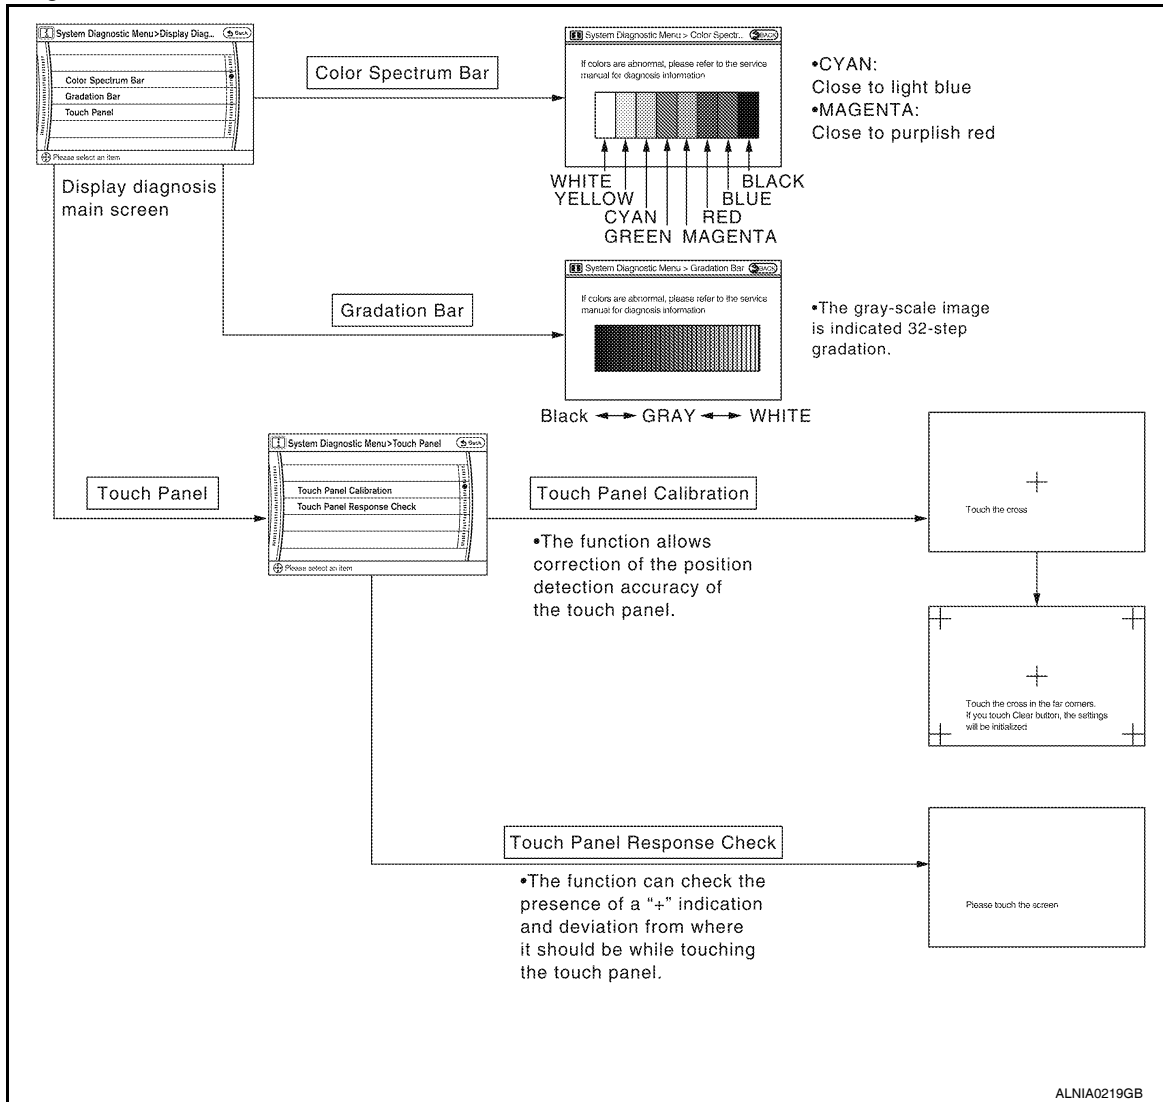 System Diagnostic Menu>Display Diag...
Back
Color Spectrum Bar
Gradation Bar
Touch Panel
Please select an item
Display diagnosis
main screen
Color Spectrum Bar
System Diagnostic Menu > Color Spectr..
BACK
If colors are abnormal, please refer to the service
manual for diagnosis information
WHITE
YELLOW
CYAN
GREEN
MAGENTA
RED
BLUE
BLACK
•CYAN:
Close to light blue
•MAGENTA:
Close to purplish red
Gradation Bar
System Diagnostic Menu > Gradation Bar
BACK
If colors are abnormal, please refer to the service
manual for diagnosis information
Black GRAY WHITE
•The gray-scale image
is indicated 32-step
gradation.
Touch Panel
System Diagnostic Menu>Touch Panel
Back
Touch Panel Calibration
Touch Panel Response Check
Please select an item
Touch Panel Calibration
•The function allows
correction of the position
detection accuracy of
the touch panel.
Touch the cross
Touch the cross in the far corners.
If you touch Clear button, the settings
will be initialized
Touch Panel Response Check
•The function can check the
presence of a “+” indication
and deviation from where
it should be while touching
the touch panel.
Please touch the screen
ALNIA0219GB